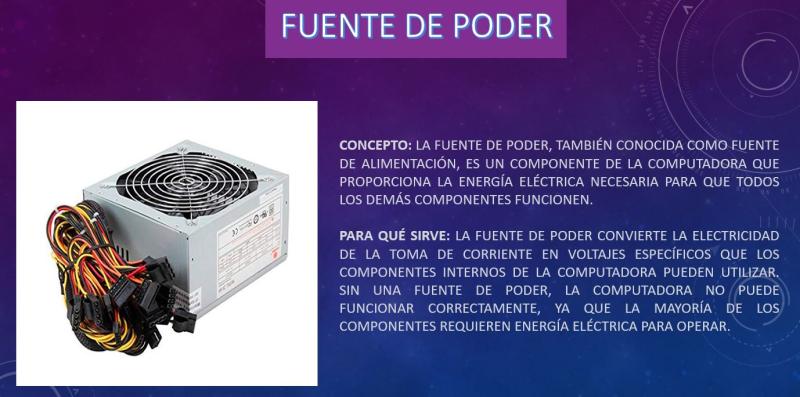 FUENTE DE PODER
CONCEPTO: LA FUENTE DE PODER, TAMBIÉN CONOCIDA COMO FUENTE
DE ALIMENTACIÓN, ES UN COMPONENTE DE LA COMPUTADORA QUE
PROPORCIONA LA ENERGÍA ELÉCTRICA NECESARIA PARA QUE TODOS
LOS DEMÁS COMPONENTES FUNCIONEN.
PARA QUÉ SIRVE: LA FUENTE DE PODER CONVIERTE LA ELECTRICIDAD
DE LA TOMA DE CORRIENTE EN VOLTAJES ESPECÍFICOS QUE LOS
COMPONENTES INTERNOS DE LA COMPUTADORA PUEDEN UTILIZAR.
SIN UNA FUENTE DE PODER, LA COMPUTADORA NO PUEDE
FUNCIONAR CORRECTAMENTE, YA QUE LA MAYORÍA DE LOS
COMPONENTES REQUIEREN ENERGÍA ELÉCTRICA PARA OPERAR.